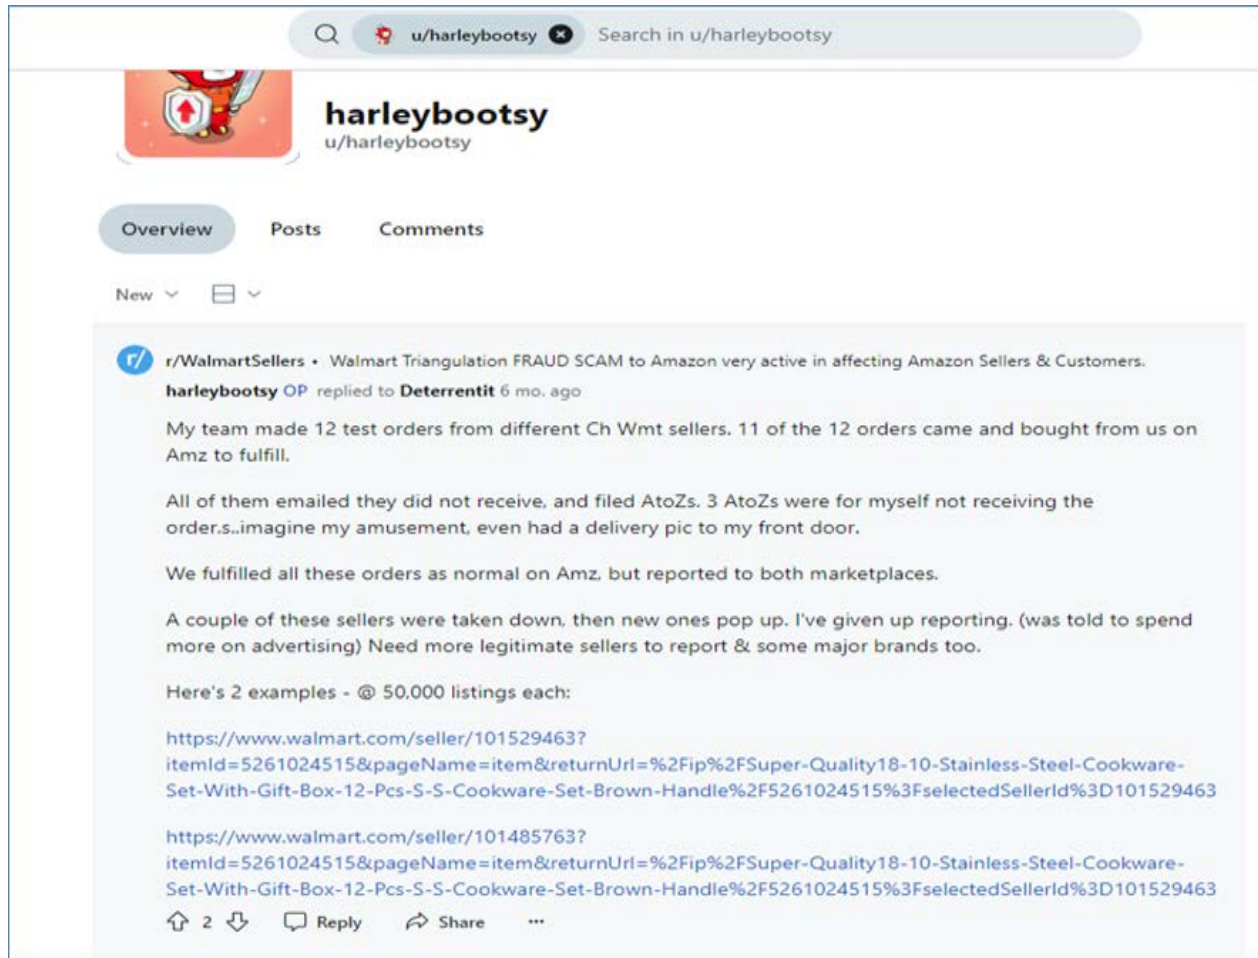 u/harleybootsy Search in u/harleybootsy
harleybootsy
u/harleybootsy
Overview Posts Comments
New
r/ r/WalmartSellers • Walmart Triangulation FRAUD SCAM to Amazon very active in affecting Amazon Sellers & Customers.
harleybootsy OP replied to Deterrentit 6 mo. ago
My team made 12 test orders from different Ch Wmt sellers. 11 of the 12 orders came and bought from us on
Amz to fulfill.
All of them emailed they did not receive, and filed AtoZs. 3 AtoZs were for myself not receiving the
order.s..imagine my amusement, even had a delivery pic to my front door.
We fulfilled all these orders as normal on Amz, but reported to both marketplaces.
A couple of these sellers were taken down, then new ones pop up. I've given up reporting. (was told to spend
more on advertising) Need more legitimate sellers to report & some major brands too.
Here's 2 examples - @ 50,000 listings each:
https://www.walmart.com/seller/101529463?
itemId=5261024515&pageName=item&returnUrl=%2Fip%2FSuper-Quality18-10-Stainless-Steel-Cookware-
Set-With-Gift-Box-12-Pcs-S-S-Cookware-Set-Brown-Handle%2F5261024515%3FselectedSellerId%3D101529463
https://www.walmart.com/seller/101485763?
itemId=5261024515&pageName=item&returnUrl=%2Fip%2FSuper-Quality18-10-Stainless-Steel-Cookware-
Set-With-Gift-Box-12-Pcs-S-S-Cookware-Set-Brown-Handle%2F5261024515%3FselectedSellerId%3D101529463
2 Reply Share ...